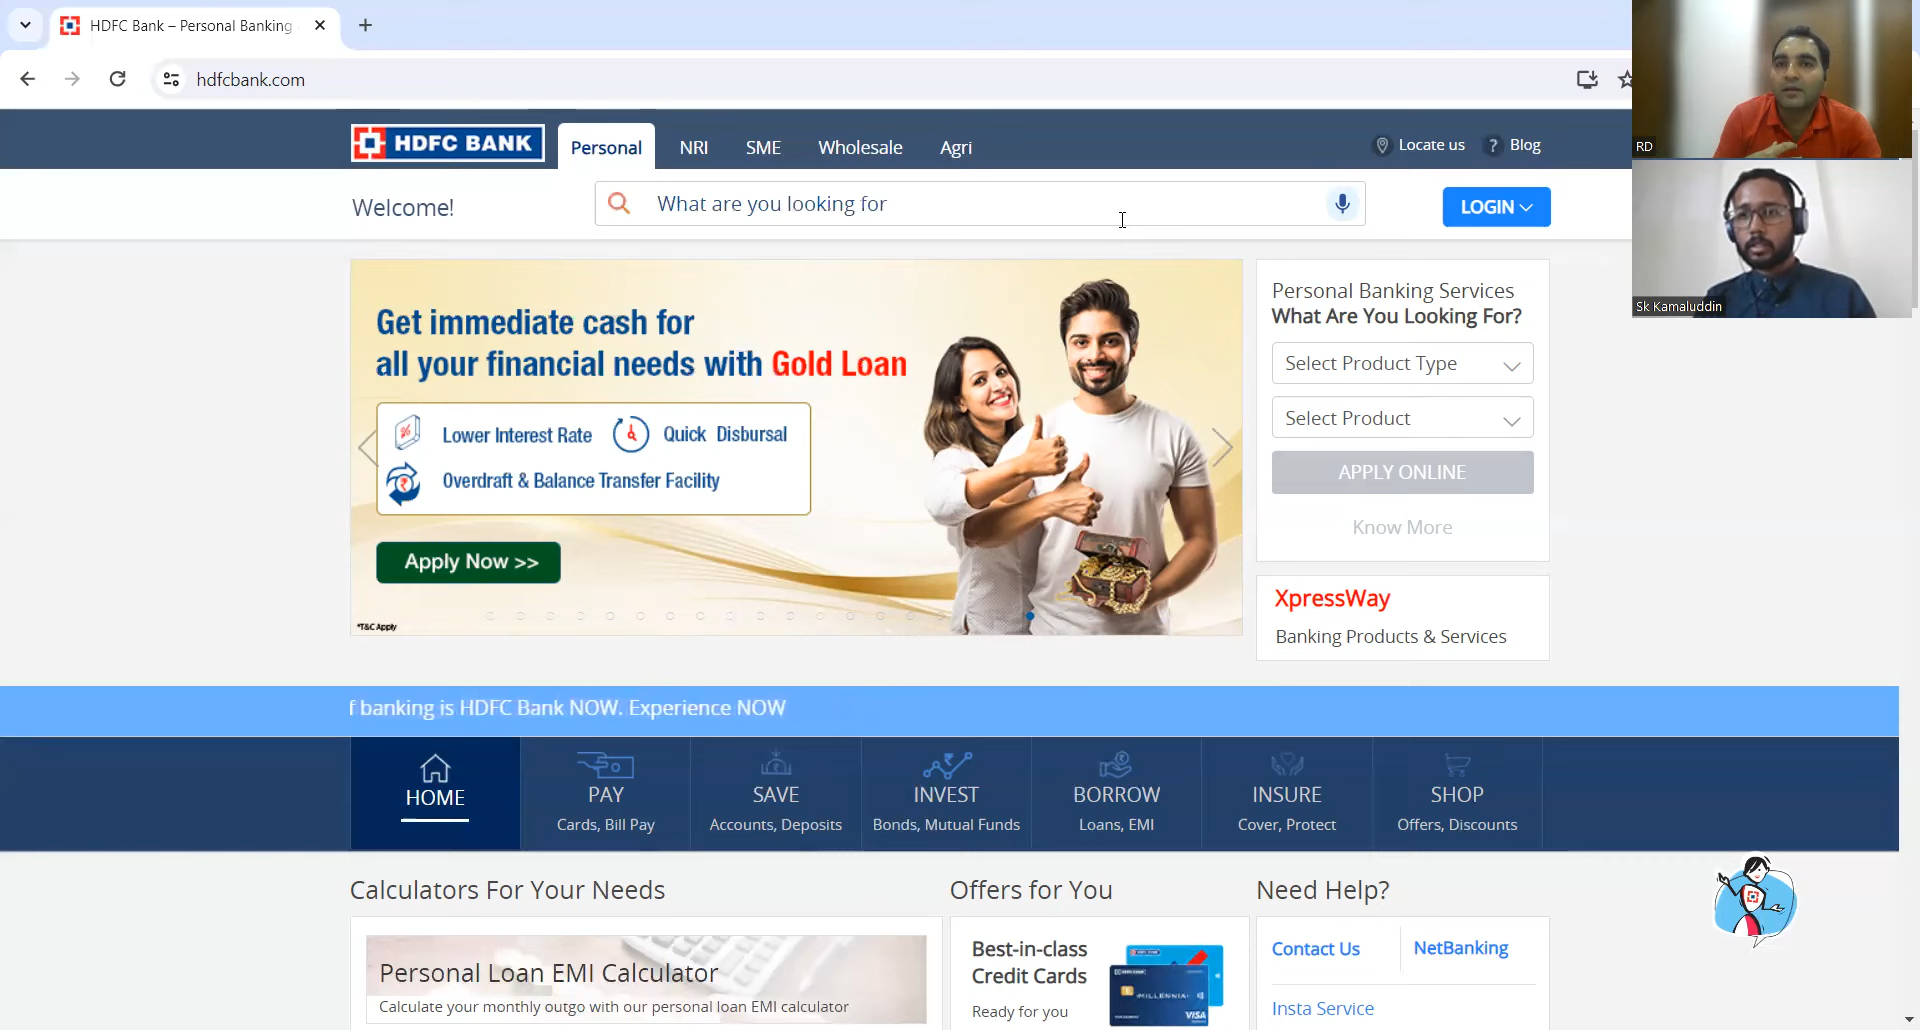 HDFC Bank – Personal Banking
hdfcbank.com
HDFC BANK
Personal
NRI
SME
Wholesale
Agri
Locate us
? Blog
RD
Welcome!
What are you looking for
LOGIN
Sk Kamaluddin
Get immediate cash for
all your financial needs with Gold Loan
Lower Interest Rate
Quick Disbursal
Overdraft & Balance Transfer Facility
Apply Now >>
*T&C Apply
Personal Banking Services
What Are You Looking For?
Select Product Type
Select Product
APPLY ONLINE
Know More
XpressWay
Banking Products & Services
f banking is HDFC Bank NOW. Experience NOW
HOME
PAY
Cards, Bill Pay
SAVE
Accounts, Deposits
INVEST
Bonds, Mutual Funds
BORROW
Loans, EMI
INSURE
Cover, Protect
SHOP
Offers, Discounts
Calculators For Your Needs
Personal Loan EMI Calculator
Calculate your monthly outgo with our personal loan EMI calculator
Offers for You
Best-in-class
Credit Cards
Ready for you
HDFC BANK
MILLENNIA
VISA
Need Help?
Contact Us
NetBanking
Insta Service